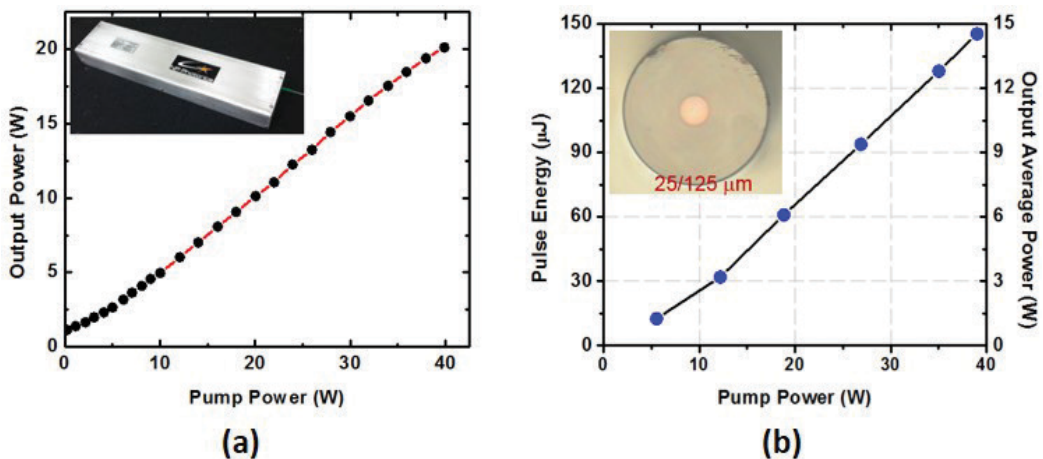 Output Power (W)
20
15
10
5
0
0 10 20 30 40
Pump Power (W)
(a)
Pulse Energy (μJ)
150
120
90
60
30
0
25/125 μm
15
12
9
6
3
0
Output Average Power (W)
0 10 20 30 40
Pump Power (W)
(b)